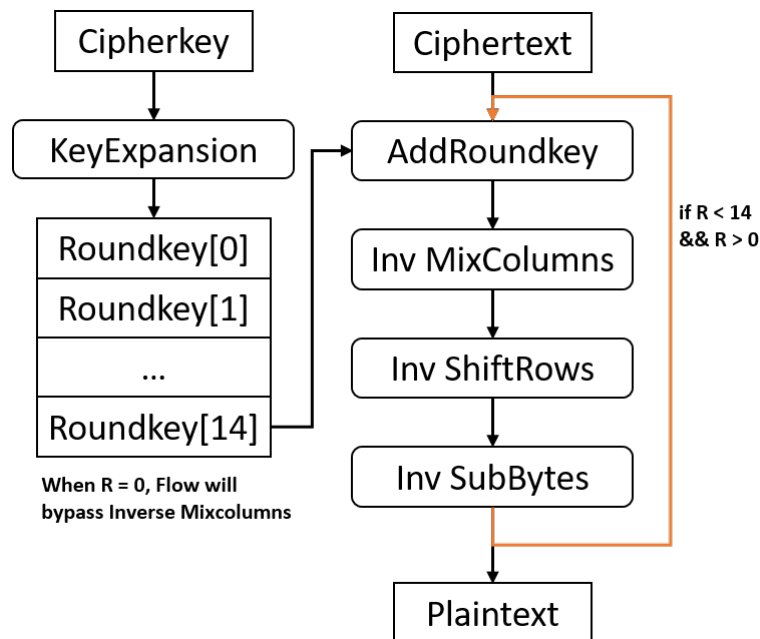 Cipherkey
KeyExpansion
Roundkey[0]
Roundkey[1]
...
Roundkey[14]
When R = 0, Flow will
bypass Inverse Mixcolumns
Ciphertext
AddRoundkey
Inv MixColumns
Inv ShiftRows
Inv SubBytes
Plaintext
if R < 14
&& R > 0